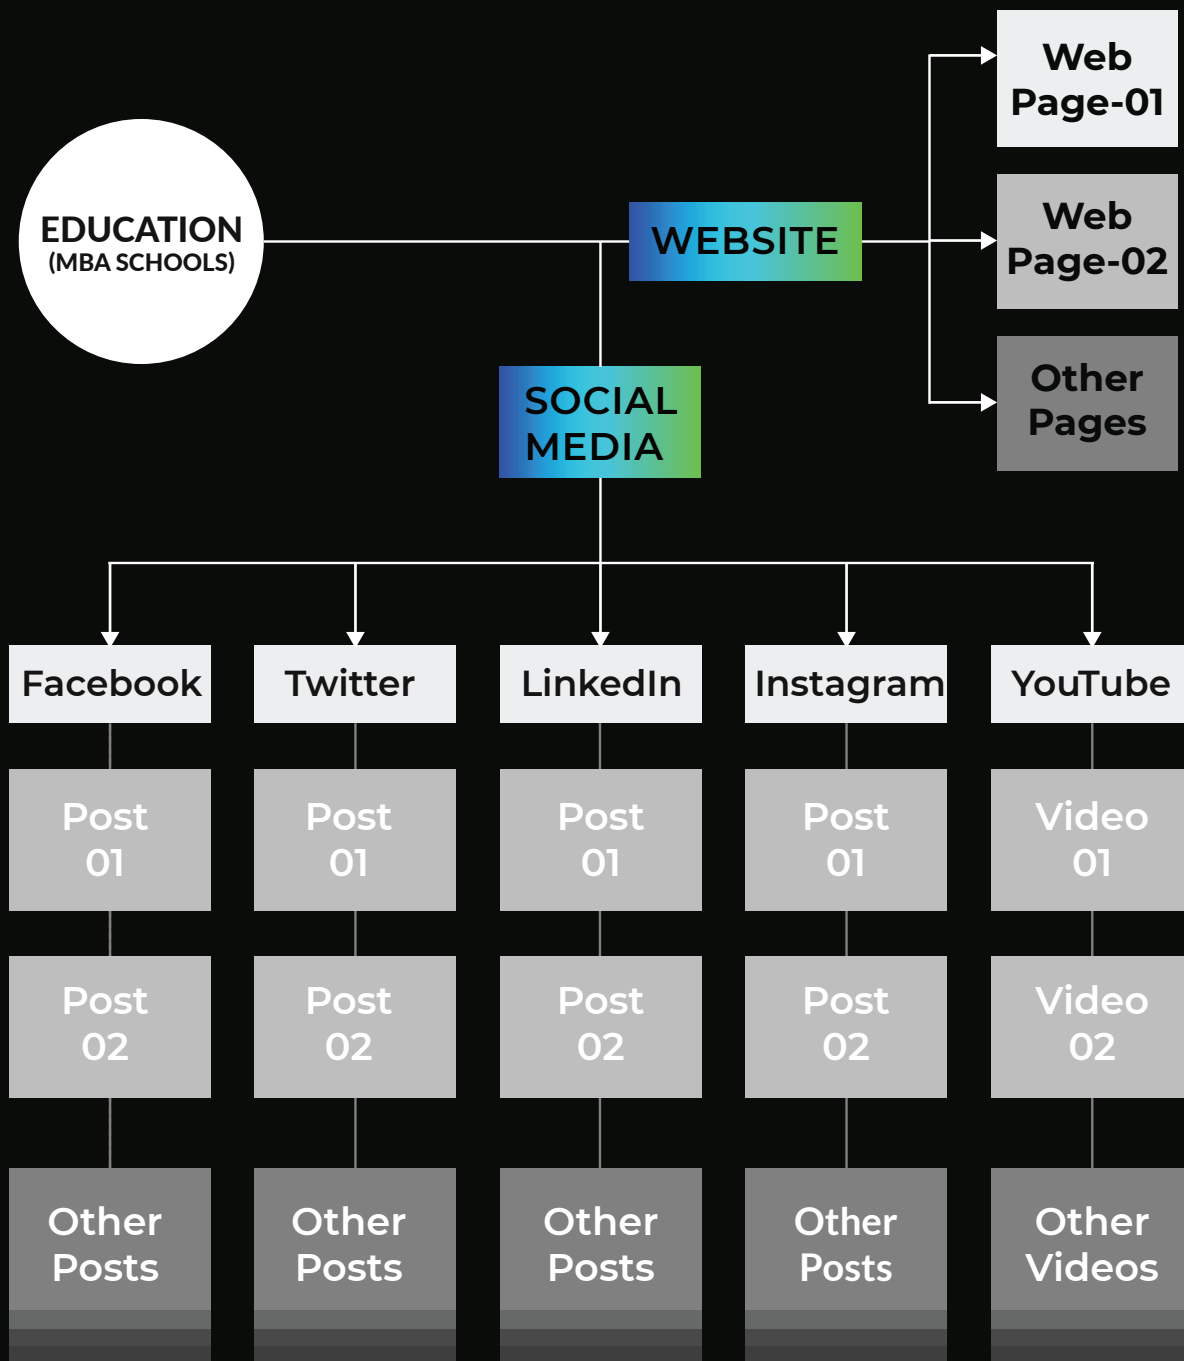 Web
Page-01
EDUCATION
(MBA SCHOOLS)
WEBSITE
Web
Page-02
Other
Pages
SOCIAL
MEDIA
Facebook
Twitter
LinkedIn
Instagram
YouTube
Post
01
Post
01
Post
01
Post
01
Video
01
Post
02
Post
02
Post
02
Post
02
Video
02
Other
Posts
Other
Posts
Other
Posts
Other
Posts
Other
Videos